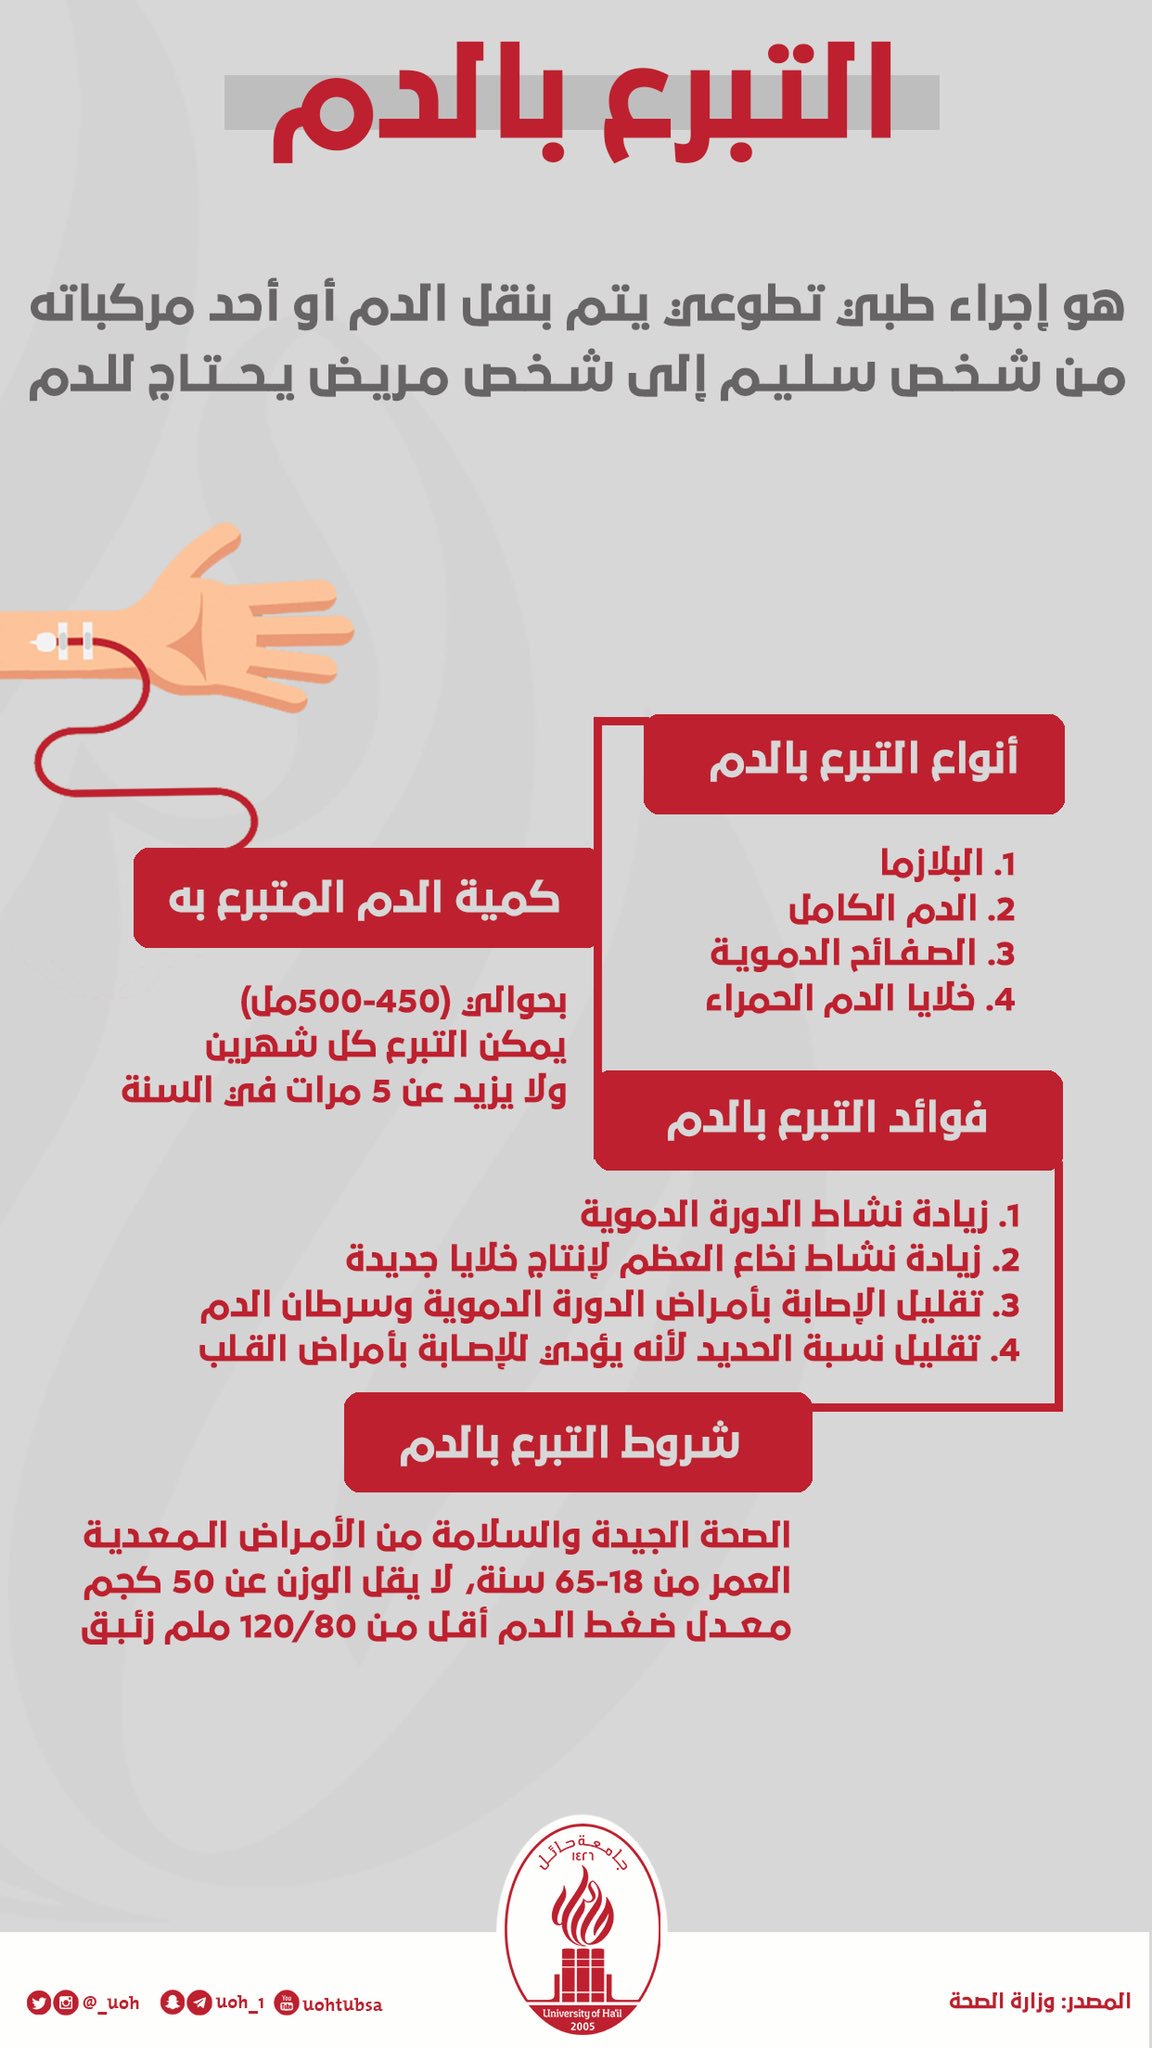 التبرع بالدم
هو إجراء طبي تطوعي يتم بنقل الدم أو أحد مركباته
من شخص سليم إلى شخص مريض يحتاج للدم
أنواع التبرع بالدم
1. البلازما
2. الدم الكامل
3. الصفائح الدموية
4. خلايا الدم الحمراء
كمية الدم المتبرع به
بحوالي (450-500مل)
يمكن التبرع كل شهرين
ولا يزيد عن 5 مرات في السنة
فوائد التبرع بالدم
1. زيادة نشاط الدورة الدموية
2. زيادة نشاط نخاع العظم لإنتاج خلايا جديدة
3. تقليل الإصابة بأمراض الدورة الدموية وسرطان الدم
4. تقليل نسبة الحديد لأنه يؤدي للإصابة بأمراض القلب
شروط التبرع بالدم
الصحة الجيدة والسلامة من الأمراض المعدية
العمر من 18-65 سنة، لا يقل الوزن عن 50 كجم
معدل ضغط الدم أقل من 120/80 ملم زئبق
جامعة حائل
١٤٢٦
University of Ha'il
2005
المصدر: وزارة الصحة
@_uoh
uoh_1
You Tube
uohtubsa